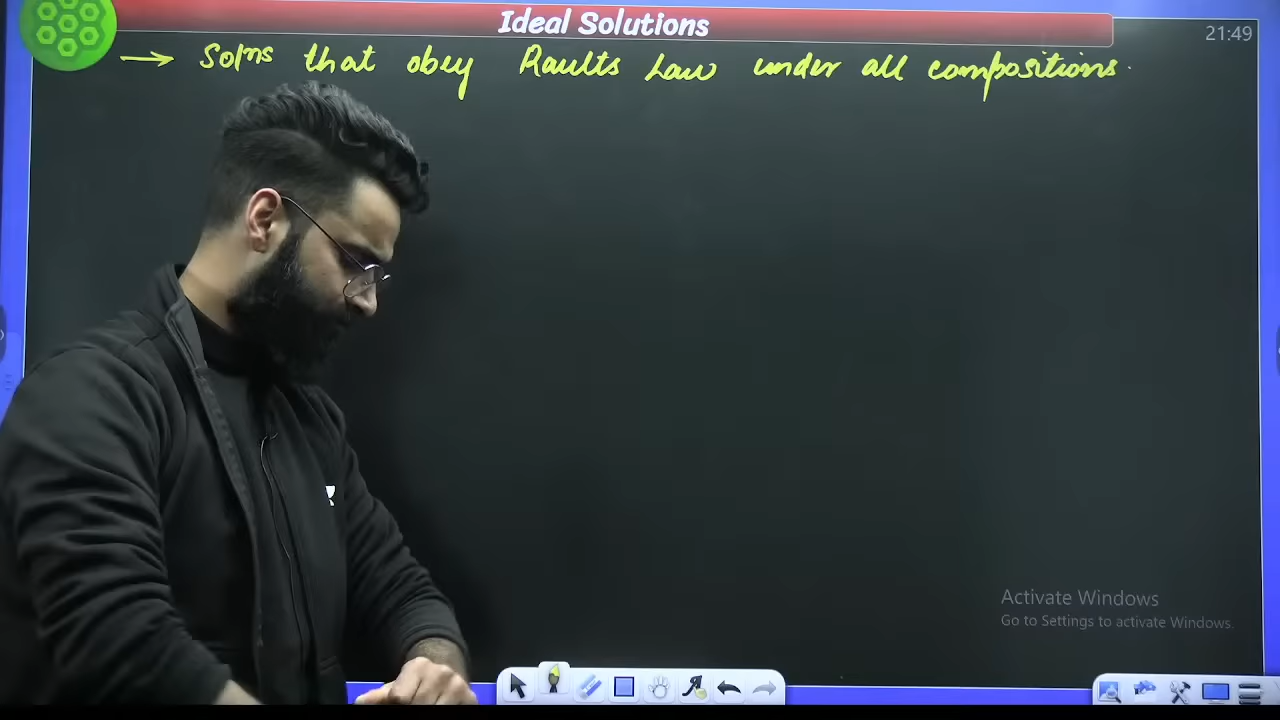 Ideal Solutions
21:49
→ Solns that obey Raults Law under all compositions.
Activate Windows
Go to Settings to activate Windows.